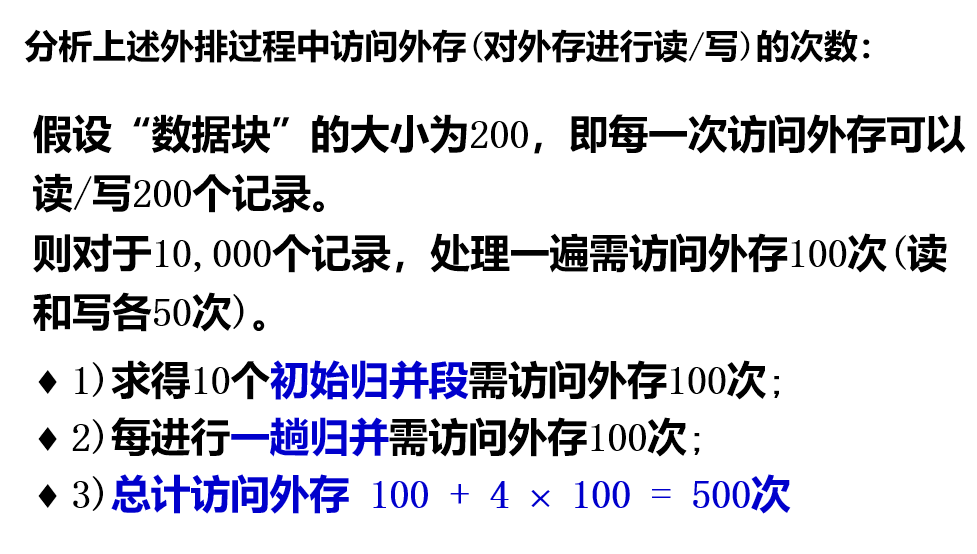 分析上述外排过程中访问外存(对外存进行读/写)的次数：
假设“数据块”的大小为200，即每一次访问外存可以
读/写200个记录。
则对于10,000个记录，处理一遍需访问外存100次(读
和写各50次)。
♦ 1)求得10个初始归并段需访问外存100次;
♦ 2)每进行一趟归并需访问外存100次;
♦ 3)总计访问外存 100 + 4 × 100 = 500次